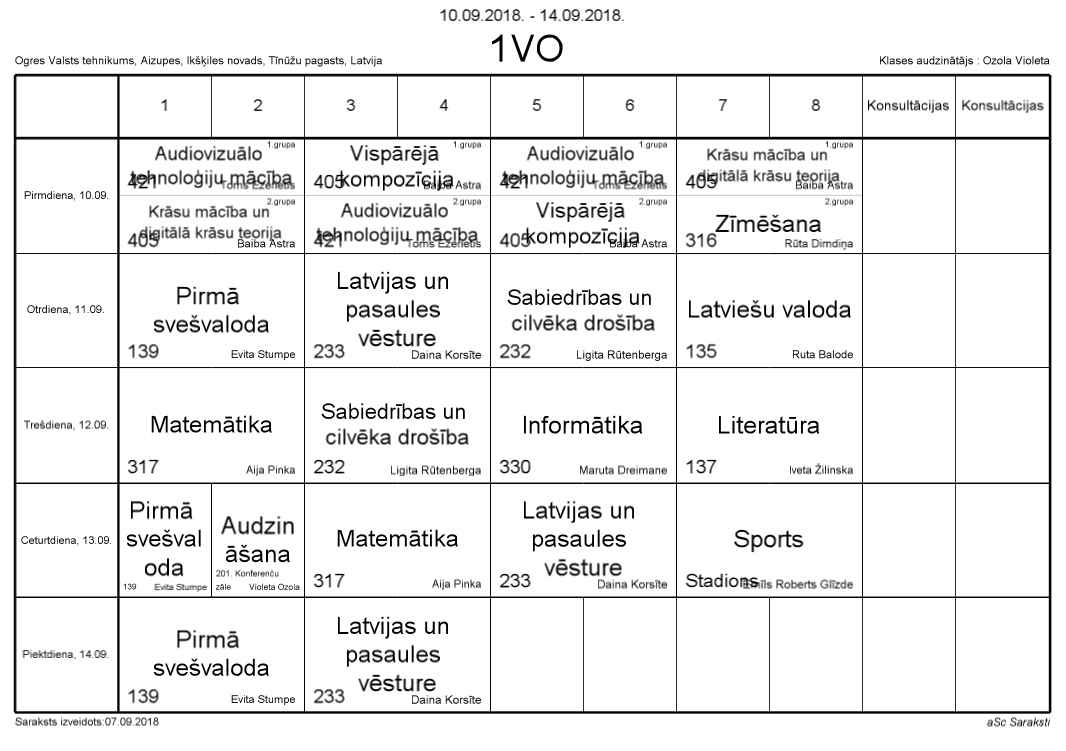 10.09.2018. - 14.09.2018.
1VO
Ogres Valsts tehnikums, Aizupes, Ikšķiles novads, Tīnūžu pagasts, Latvija
Klases audzinātājs : Ozola Violeta
1 2 3 4 5 6 7 8 Konsultācijas Konsultācijas
Pirmdiena, 10.09.
1.grupa
Audiovizuālo
tehnoloģiju mācība
421 Toms Ezerietis
1.grupa
Vispārējā
kompozīcija
405 Baiba Astra
1.grupa
Audiovizuālo
tehnoloģiju mācība
421 Toms Ezerietis
1.grupa
Krāsu mācība un
digitālā krāsu teorija
405 Baiba Astra
2.grupa
Krāsu mācība un
digitālā krāsu teorija
405 Baiba Astra
2.grupa
Audiovizuālo
tehnoloģiju mācība
421 Toms Ezerietis
2.grupa
Vispārējā
kompozīcija
405 Baiba Astra
2.grupa
Zīmēšana
316 Rūta Dimdiņa
Otrdiena, 11.09.
Pirmā
svešvaloda
139 Evita Stumpe
Latvijas un
pasaules
vēsture
233 Daina Korsīte
Sabiedrības un
cilvēka drošība
232 Ligita Rūtenberga
Latviešu valoda
135 Ruta Balode
Trešdiena, 12.09.
Matemātika
317 Aija Pinka
Sabiedrības un
cilvēka drošība
232 Ligita Rūtenberga
Informātika
330 Maruta Dreimane
Literatūra
137 Iveta Žilinska
Ceturtdiena, 13.09.
Pirmā
svešval
oda
139 Evita Stumpe
Audzin
āšana
201. Konferenču
zāle Violeta Ozola
Matemātika
317 Aija Pinka
Latvijas un
pasaules
vēsture
233 Daina Korsīte
Sports
Stadions Emīls Roberts Glīzde
Piektdiena, 14.09.
Pirmā
svešvaloda
139 Evita Stumpe
Latvijas un
pasaules
vēsture
233 Daina Korsīte
Saraksts izveidots:07.09.2018
aSc Saraksti